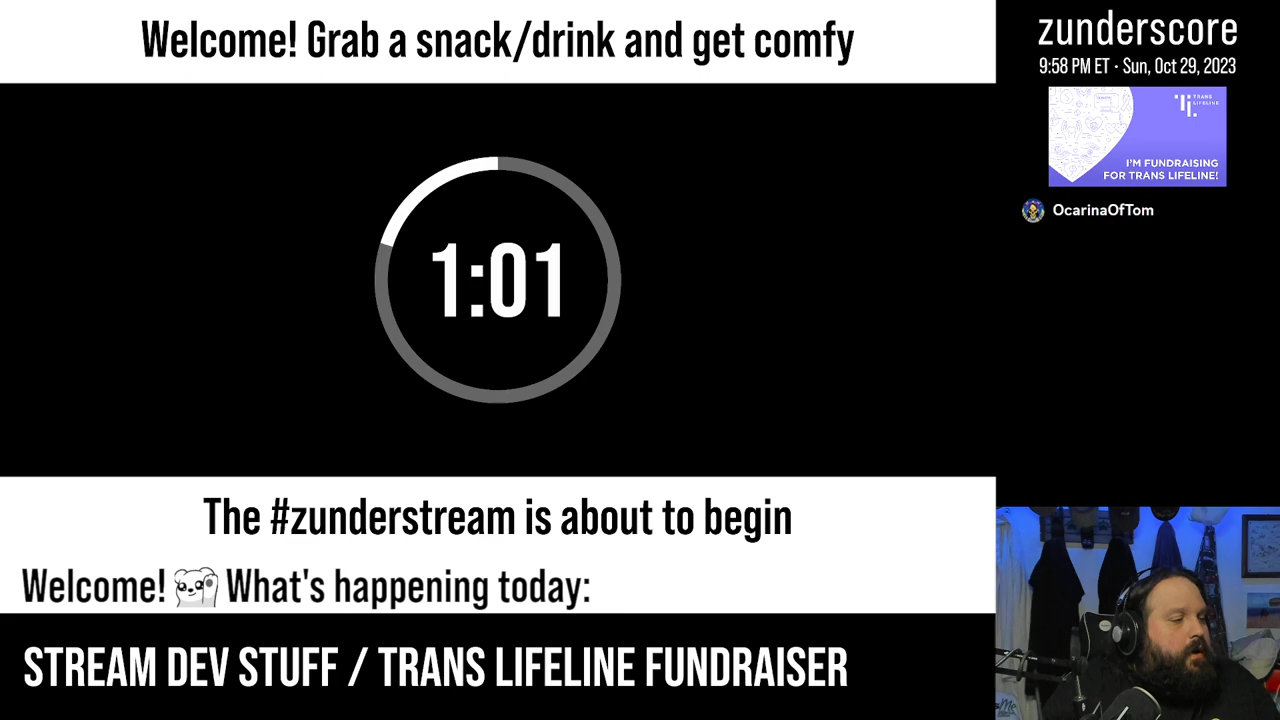 Welcome! Grab a snack/drink and get comfy
zunderscore
9:58 PM ET · Sun, Oct 29, 2023
TRANS
LIFELINE
I'M FUNDRAISING
FOR TRANS LIFELINE!
OcarinaOfTom
1:01
The #zunderstream is about to begin
Welcome! What's happening today:
STREAM DEV STUFF / TRANS LIFELINE FUNDRAISER